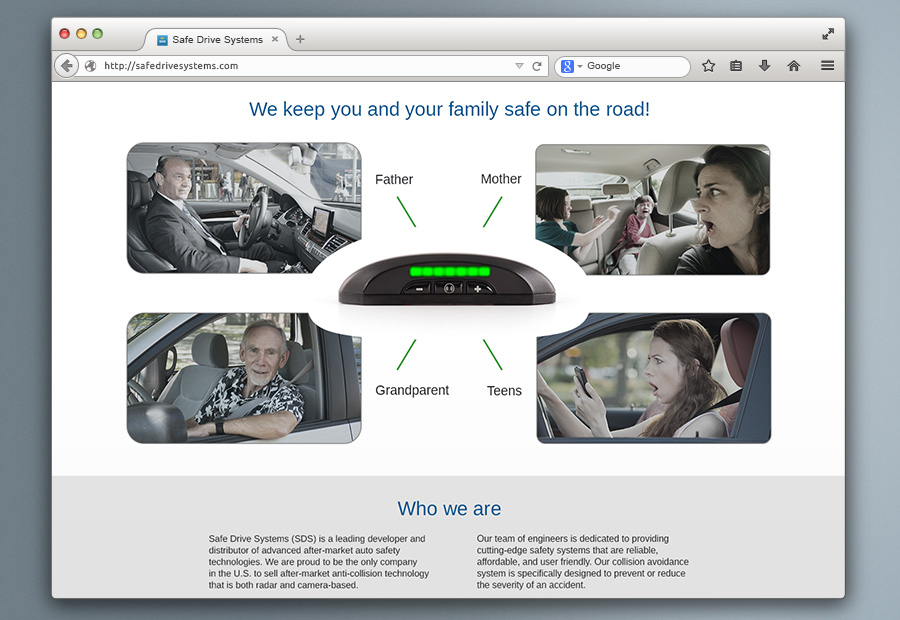 Safe Drive Systems
http://safedrivesystems.com
Google
We keep you and your family safe on the road!
Father
Mother
Grandparent
Teens
Who we are
Safe Drive Systems (SDS) is a leading developer and
distributor of advanced after-market auto safety
technologies. We are proud to be the only company
in the U.S. to sell after-market anti-collision technology
that is both radar and camera-based.
Our team of engineers is dedicated to providing
cutting-edge safety systems that are reliable,
affordable, and user friendly. Our collision avoidance
system is specifically designed to prevent or reduce
the severity of an accident.